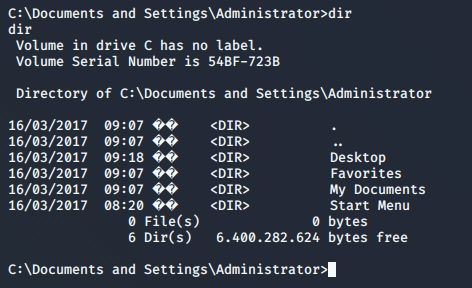 C:\Documents and Settings\Administrator>dir
dir
 Volume in drive C has no label.
 Volume Serial Number is 54BF-723B

 Directory of C:\Documents and Settings\Administrator

16/03/2017  09:07 ��    <DIR>          .
16/03/2017  09:07 ��    <DIR>          ..
16/03/2017  09:18 ��    <DIR>          Desktop
16/03/2017  09:07 ��    <DIR>          Favorites
16/03/2017  09:07 ��    <DIR>          My Documents
16/03/2017  08:20 ��    <DIR>          Start Menu
               0 File(s)              0 bytes
               6 Dir(s)   6.400.282.624 bytes free

C:\Documents and Settings\Administrator>